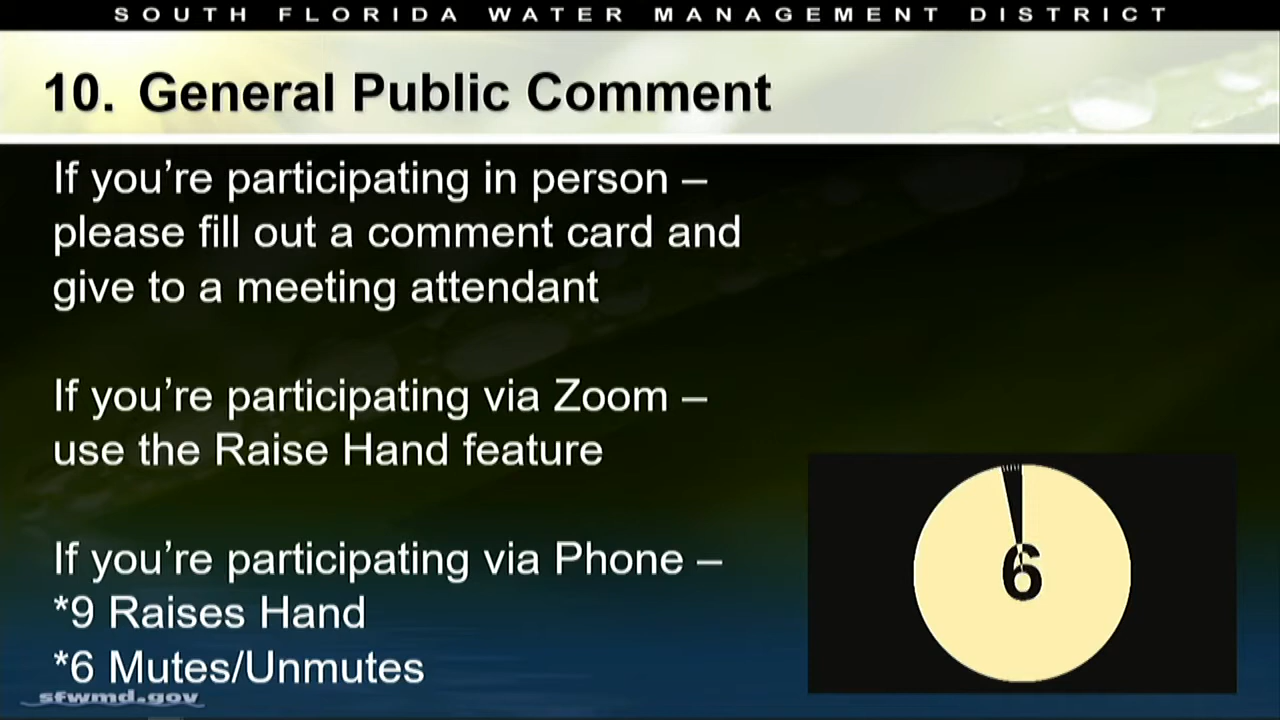 SOUTH FLORIDA WATER MANAGEMENT DISTRICT
10. General Public Comment
If you’re participating in person –
please fill out a comment card and
give to a meeting attendant
If you’re participating via Zoom –
use the Raise Hand feature
If you’re participating via Phone –
*9 Raises Hand
*6 Mutes/Unmutes
sfwmd.gov
6